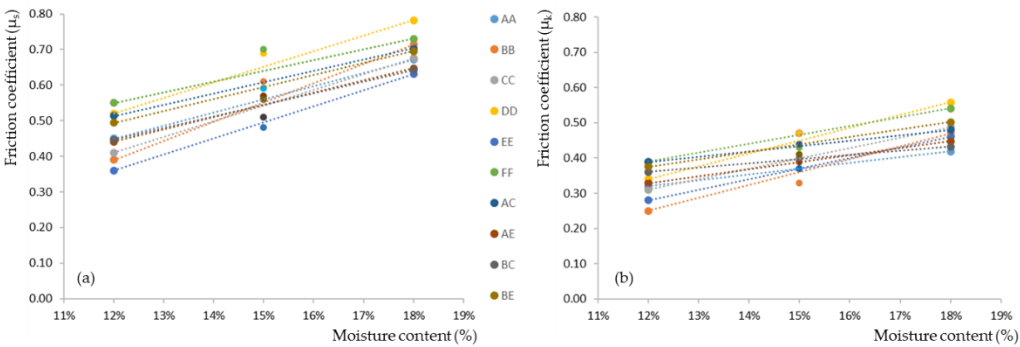 Friction coefficient (μs)
0.80
0.70
0.60
0.50
0.40
0.30
0.20
0.10
0.00
(a)
11%
12%
13%
14%
15%
16%
17%
18%
19%
Moisture content (%)
AA
BB
CC
DD
EE
FF
AC
AE
BC
BE
Friction coefficient (μk)
0.80
0.70
0.60
0.50
0.40
0.30
0.20
0.10
0.00
(b)
11%
12%
13%
14%
15%
16%
17%
18%
19%
Moisture content (%)